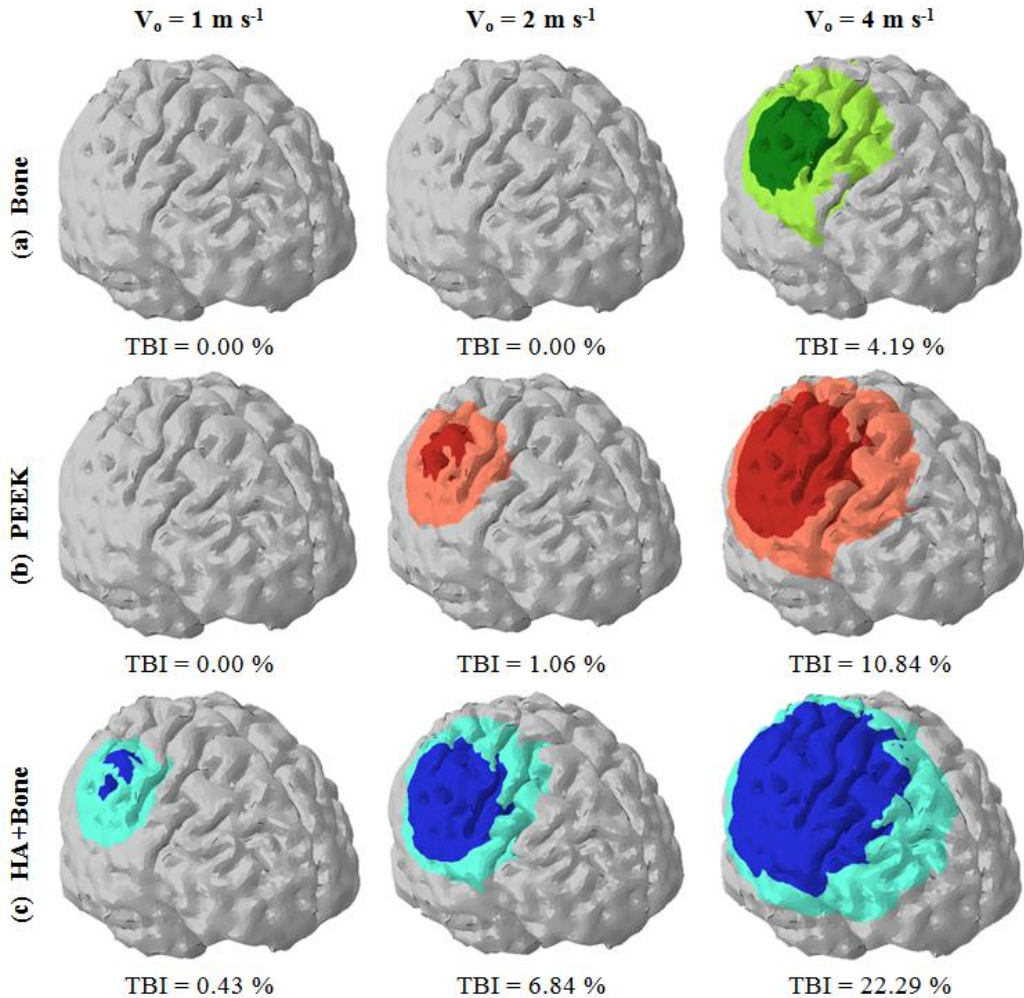 V₀ = 1 m s⁻¹ V₀ = 2 m s⁻¹ V₀ = 4 m s⁻¹
(a) Bone
TBI = 0.00 % TBI = 0.00 % TBI = 4.19 %
(b) PEEK
TBI = 0.00 % TBI = 1.06 % TBI = 10.84 %
(c) HA+Bone
TBI = 0.43 % TBI = 6.84 % TBI = 22.29 %